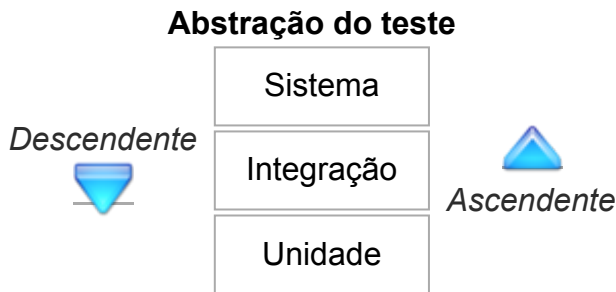 Abstração do teste
Sistema
Descendente
Integração
Ascendente
Unidade